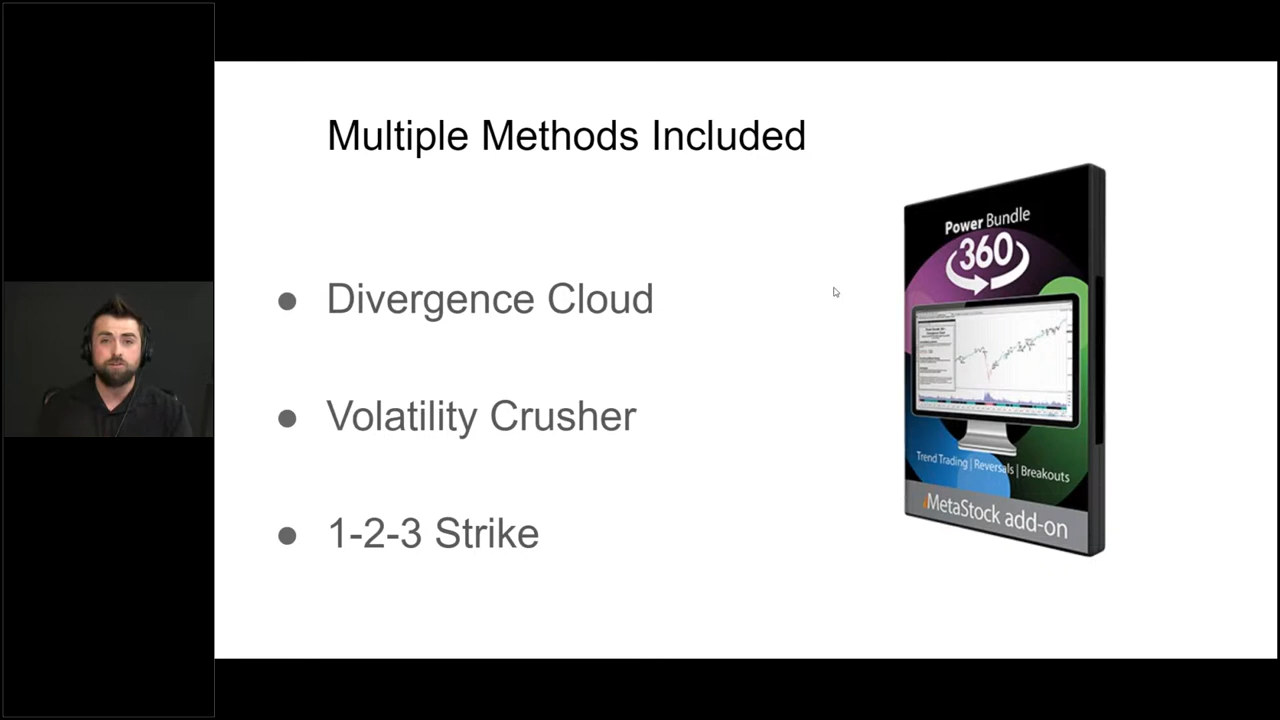 Multiple Methods Included
● Divergence Cloud
● Volatility Crusher
● 1-2-3 Strike
Power Bundle
360
Trend Trading | Reversals | Breakouts
MetaStock add-on